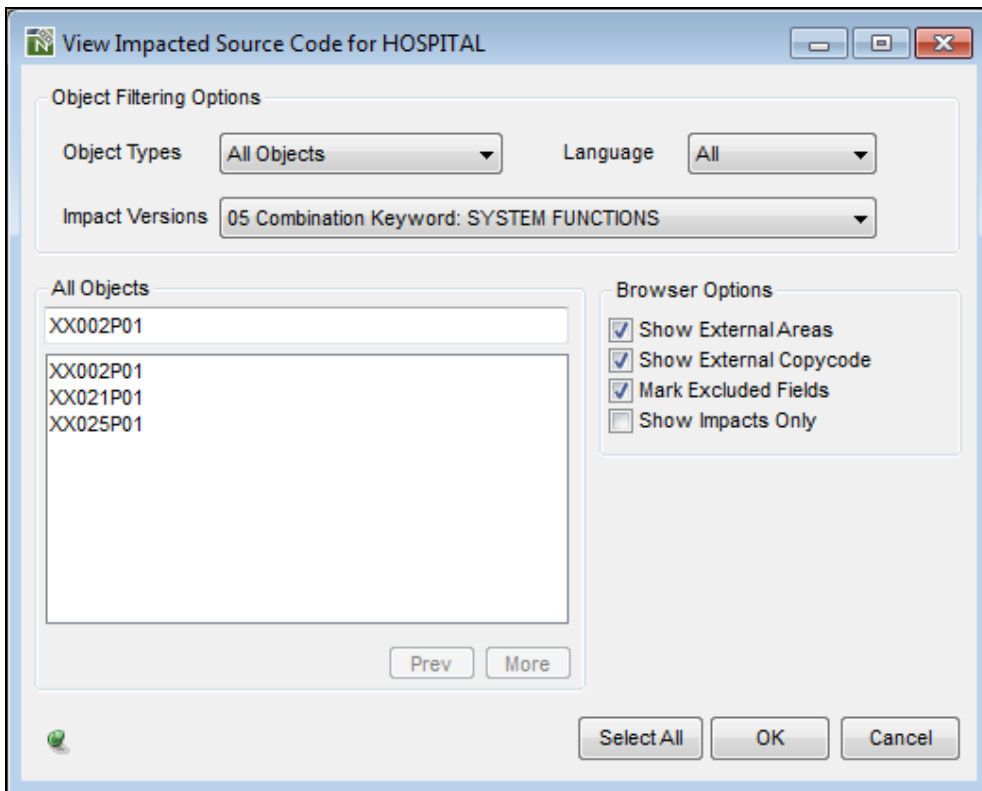 View Impacted Source Code for HOSPITAL
Object Filtering Options
Object Types All Objects Language All
Impact Versions 05 Combination Keyword: SYSTEM FUNCTIONS
All Objects
XX002P01
XX002P01
XX021P01
XX025P01
Prev More
Browser Options
Show External Areas
Show External Copycode
Mark Excluded Fields
Show Impacts Only
Select All OK Cancel